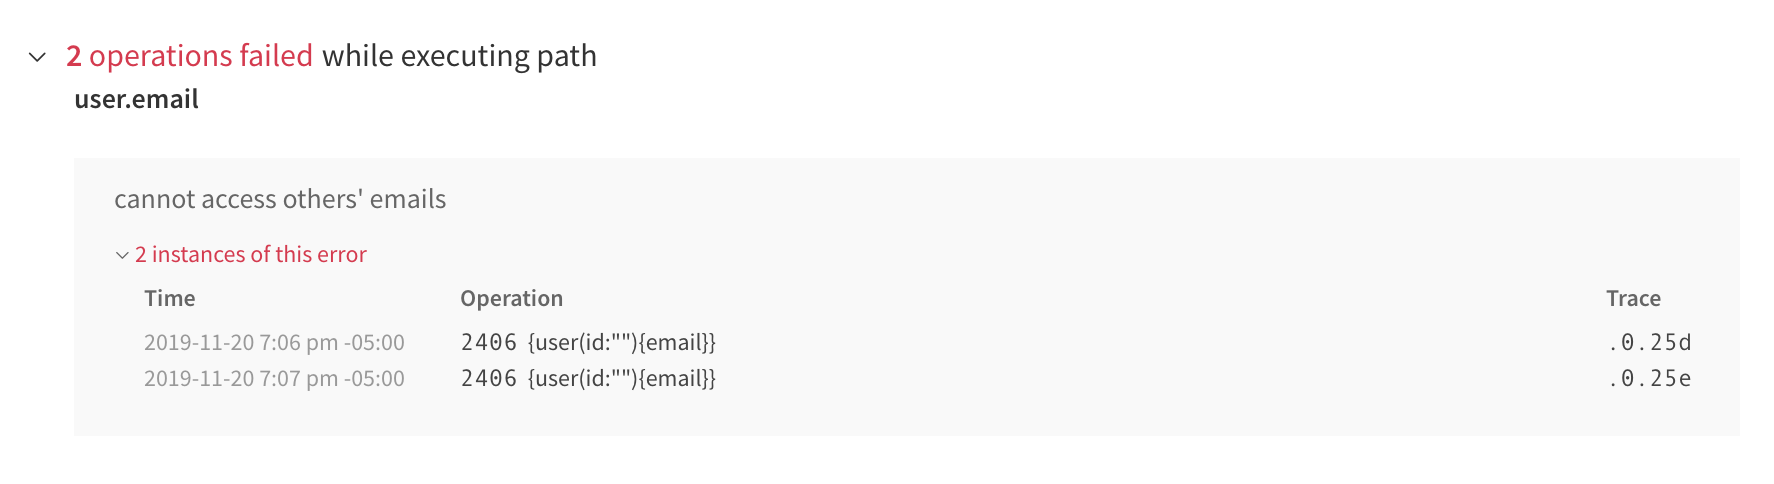 2 operations failed while executing path
user.email
cannot access others' emails
2 instances of this error
Time Operation Trace
2019-11-20 7:06 pm -05:00 2406 {user(id:""){email}} .0.25d
2019-11-20 7:07 pm -05:00 2406 {user(id:""){email}} .0.25e